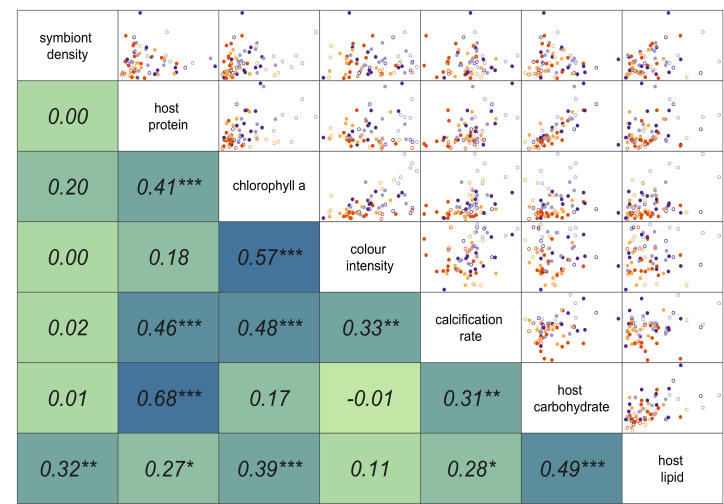 symbiont
density
0.00
host
protein
0.20
0.41***
chlorophyll a
0.00
0.18
0.57***
colour
intensity
0.02
0.46***
0.48***
0.33**
calcification
rate
0.01
0.68***
0.17
-0.01
0.31**
host
carbohydrate
0.32**
0.27*
0.39***
0.11
0.28*
0.49***
host
lipid